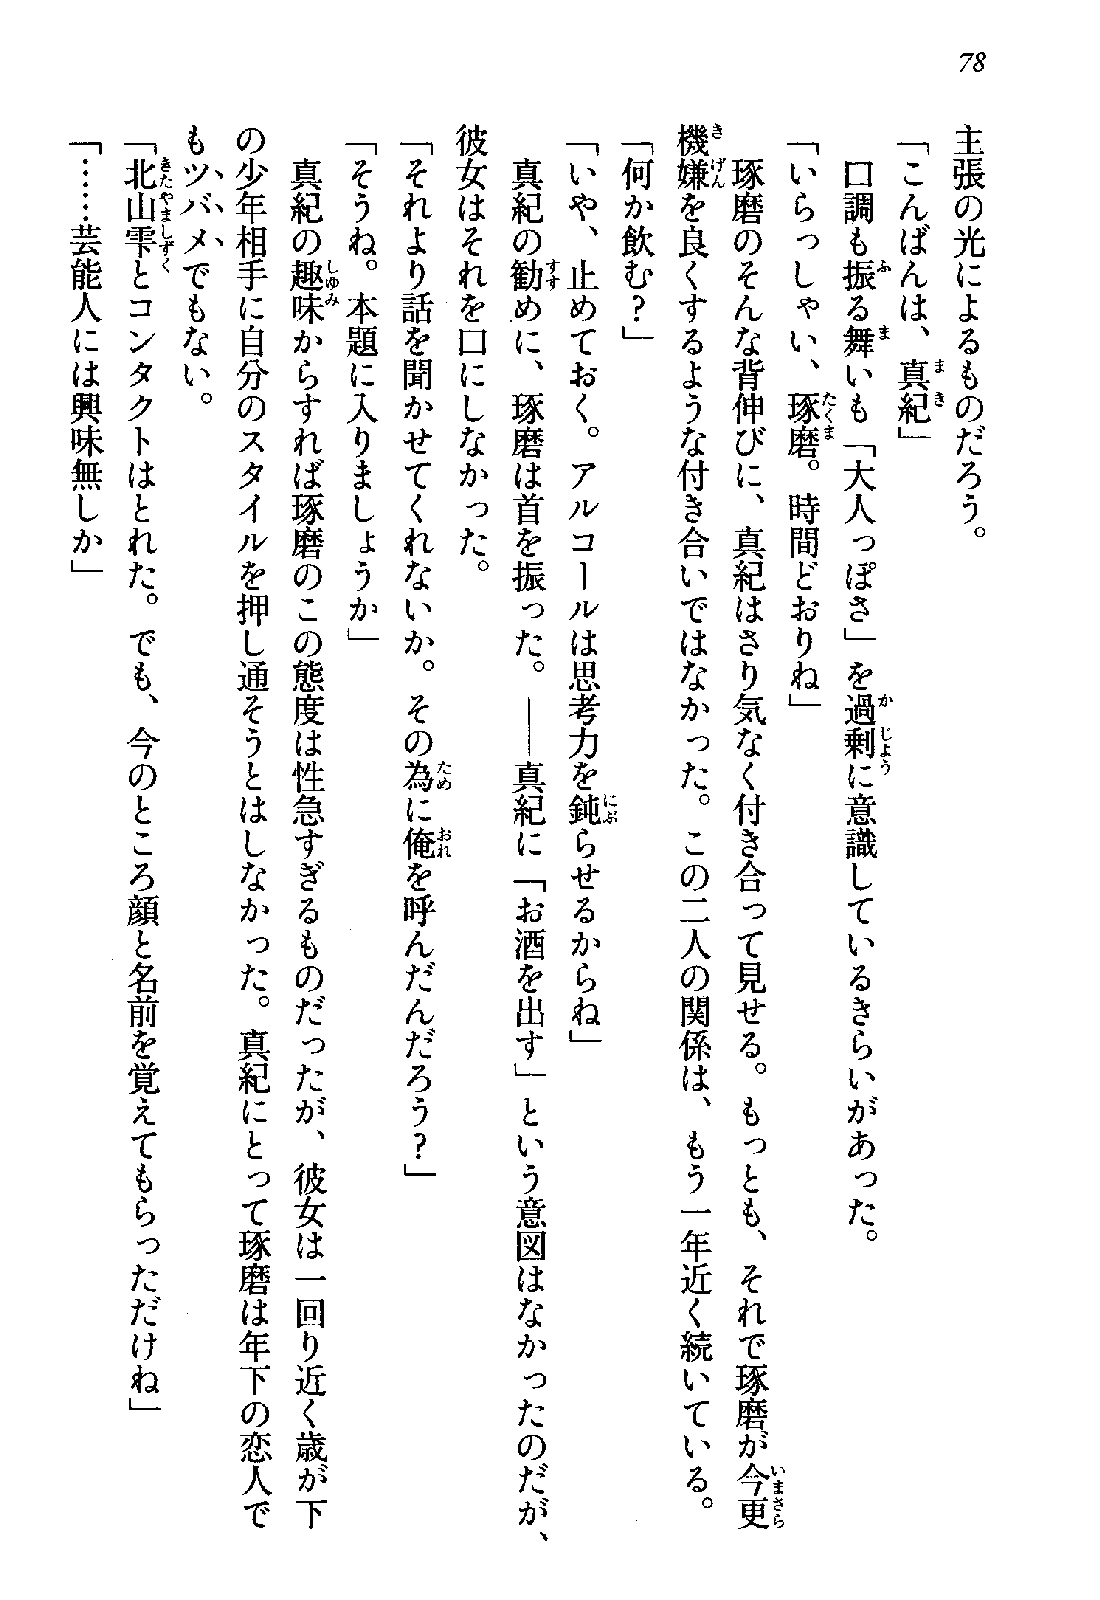 78
主張の光によるものだろう。
「こんばんは、真紀」
口調も振る舞いも「大人っぽさ」を過剰に意識しているきらいがあった。
「いらっしゃい、琢磨。時間どおりね」
琢磨のそんな背伸びに、真紀はさり気なく付き合って見せる。もっとも、それで琢磨が今更
機嫌を良くするような付き合いではなかった。この二人の関係は、もう一年近く続いている。
「何か飲む？」
「いや、止めておく。アルコールは思考力を鈍らせるからね」
真紀の勧めに、琢磨は首を振った。――真紀に「お酒を出す」という意図はなかったのだが、
彼女はそれを口にしなかった。
「それより話を聞かせてくれないか。その為に俺を呼んだんだろう？」
「そうね。本題に入りましょうか」
真紀の趣味からすれば琢磨のこの態度は性急すぎるものだったが、彼女は一回り近く歳が下
の少年相手に自分のスタイルを押し通そうとはしなかった。真紀にとって琢磨は年下の恋人で
もツバメでもない。
「北山雫とコンタクトはとれた。でも、今のところ顔と名前を覚えてもらっただけね」
「……芸能人には興味無しか」